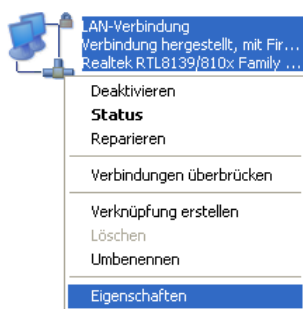 LAN-Verbindung
Verbindung hergestellt, mit Fir...
Realtek RTL8139/810x Family ...
Deaktivieren
Status
Reparieren
Verbindungen überbrücken
Verknüpfung erstellen
Löschen
Umbenennen
Eigenschaften